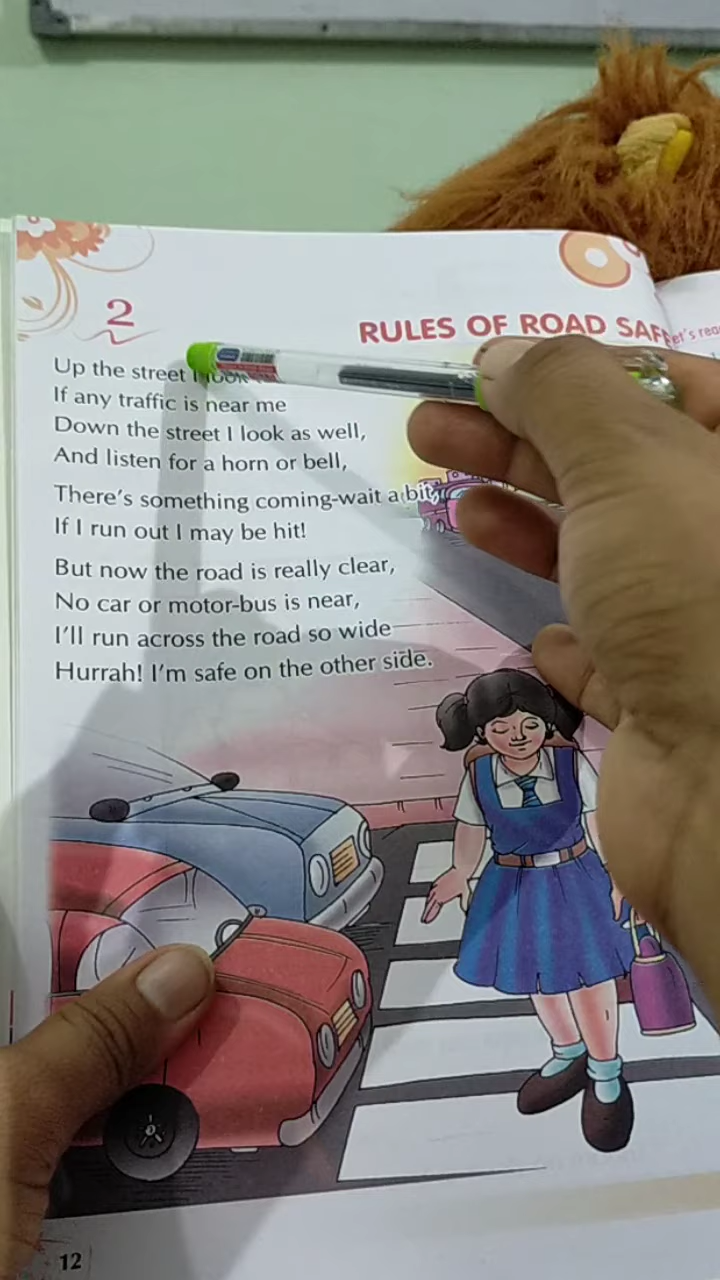 2
RULES OF ROAD
et's rea
Up the street I look
If any traffic is near me
Down the street I look as well,
And listen for a horn or bell,
There's something coming-wait a bit,
If I run out I may be hit!
But now the road is really clear,
No car or motor-bus is near,
I'll run across the road so wide
Hurrah! I'm safe on the other side.
12